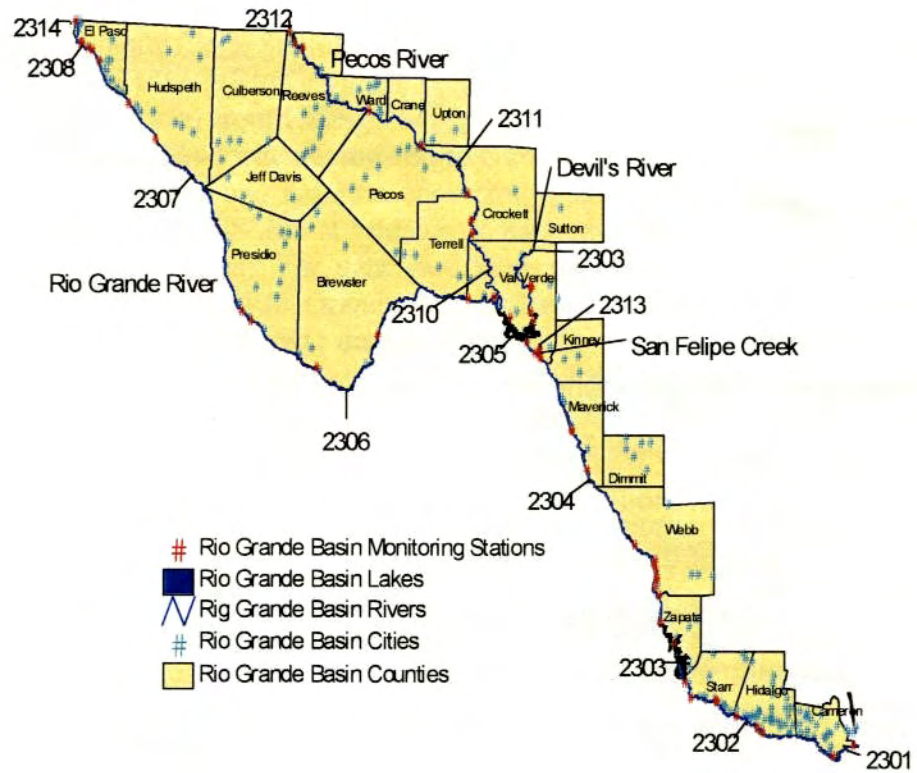 2314
El Paso
2308
2312
Pecos River
Hudspeth
Culberson
Reeves
Ward
Crane
Upton
2311
Devil's River
2307
Jeff Davis
Pecos
Crockett
Sutton
Presidio
Brewster
Terrell
Val Verde
2303
Rio Grande River
2310
2313
2305
Kinney
San Felipe Creek
Maverick
2306
Dimmit
2304
Webb
# Rio Grande Basin Monitoring Stations
Rio Grande Basin Lakes
Rig Grande Basin Rivers
# Rio Grande Basin Cities
Rio Grande Basin Counties
Zapata
2303
Starr
Hidalgo
Cameron
2302
2301